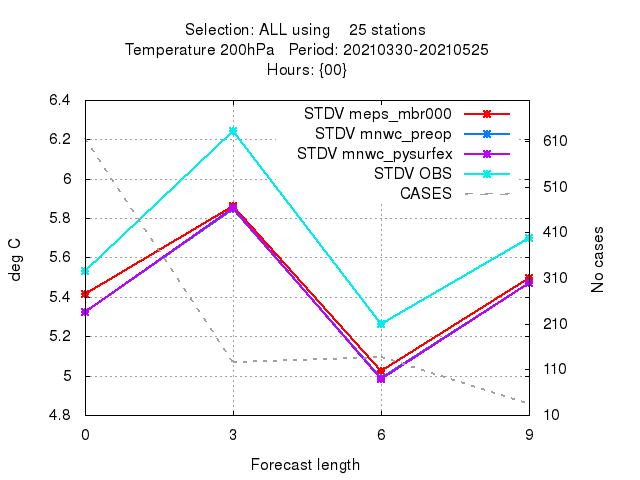 Selection: ALL using    25 stations
Temperature 200hPa   Period: 20210330-20210525
Hours: {00}
6.4
6.2
6
5.8
5.6
5.4
5.2
5
4.8
deg C
STDV meps_mbr000
STDV mnwc_preop
STDV mnwc_pysurfex
STDV OBS
CASES
610
510
410
310
210
110
10
No cases
0 3 6 9
Forecast length